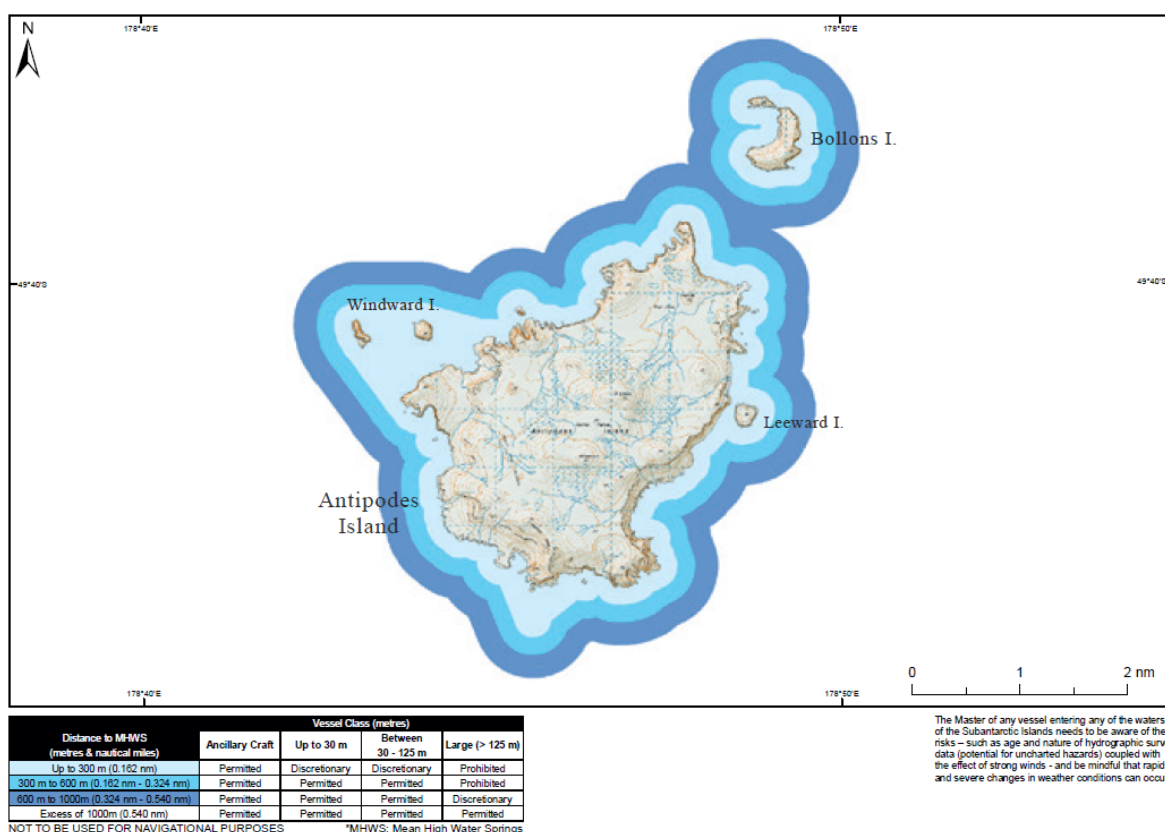 N
178°40'E
178°50'E
Bollons I.
49°40'S
49°40'S
Windward I.
Leeward I.
Antipodes
Island
0 1 2 nm
178°40'E
178°50'E
Vessel Class (metres)
Distance to MHWS
(metres & nautical miles)
Ancillary Craft
Up to 30 m
Between
30 - 125 m
Large (> 125 m)
Up to 300 m (0.162 nm) Permitted Discretionary Discretionary Prohibited
300 m to 600 m (0.162 nm - 0.324 nm) Permitted Permitted Permitted Prohibited
600 m to 1000m (0.324 nm - 0.540 nm) Permitted Permitted Permitted Discretionary
Excess of 1000m (0.540 nm) Permitted Permitted Permitted Permitted
NOT TO BE USED FOR NAVIGATIONAL PURPOSES *MHWS: Mean High Water Springs
The Master of any vessel entering any of the waters
of the Subantarctic Islands needs to be aware of the
risks – such as age and nature of hydrographic surv
data (potential for uncharted hazards) coupled with
the effect of strong winds - and be mindful that rapid
and severe changes in weather conditions can occu